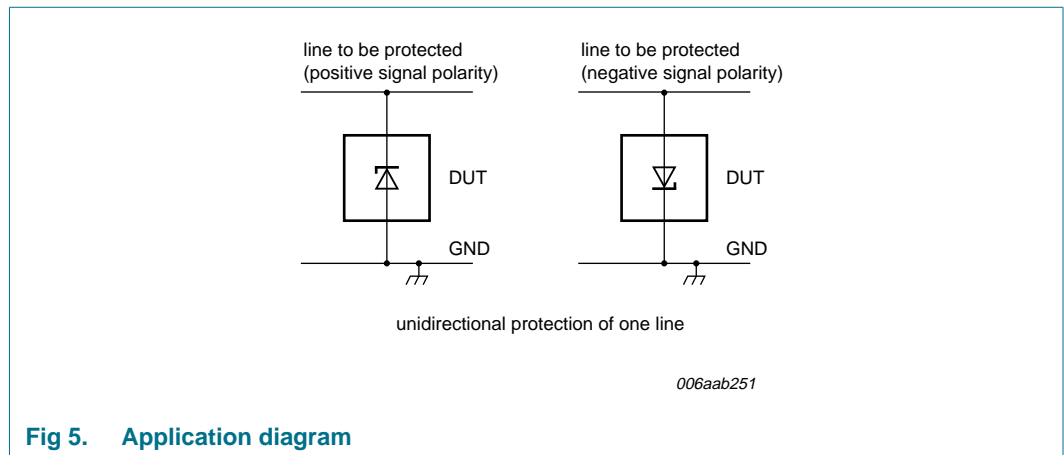 line to be protected
(positive signal polarity)
line to be protected
(negative signal polarity)
DUT
DUT
GND
GND
unidirectional protection of one line
006aab251
Fig 5. Application diagram